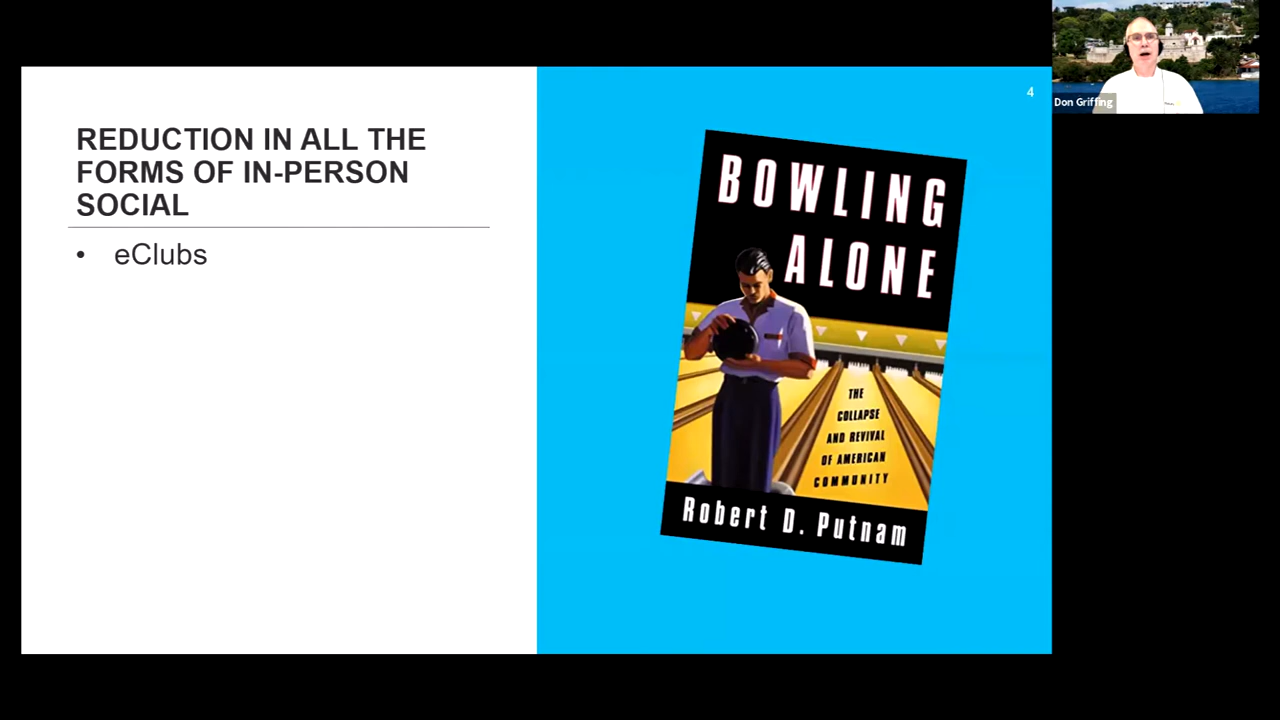 REDUCTION IN ALL THE
FORMS OF IN-PERSON
SOCIAL
• eClubs
4
BOWLING
ALONE
THE
COLLAPSE
AND REVIVAL
OF AMERICAN
COMMUNITY
Robert D. Putnam
Don Griffing